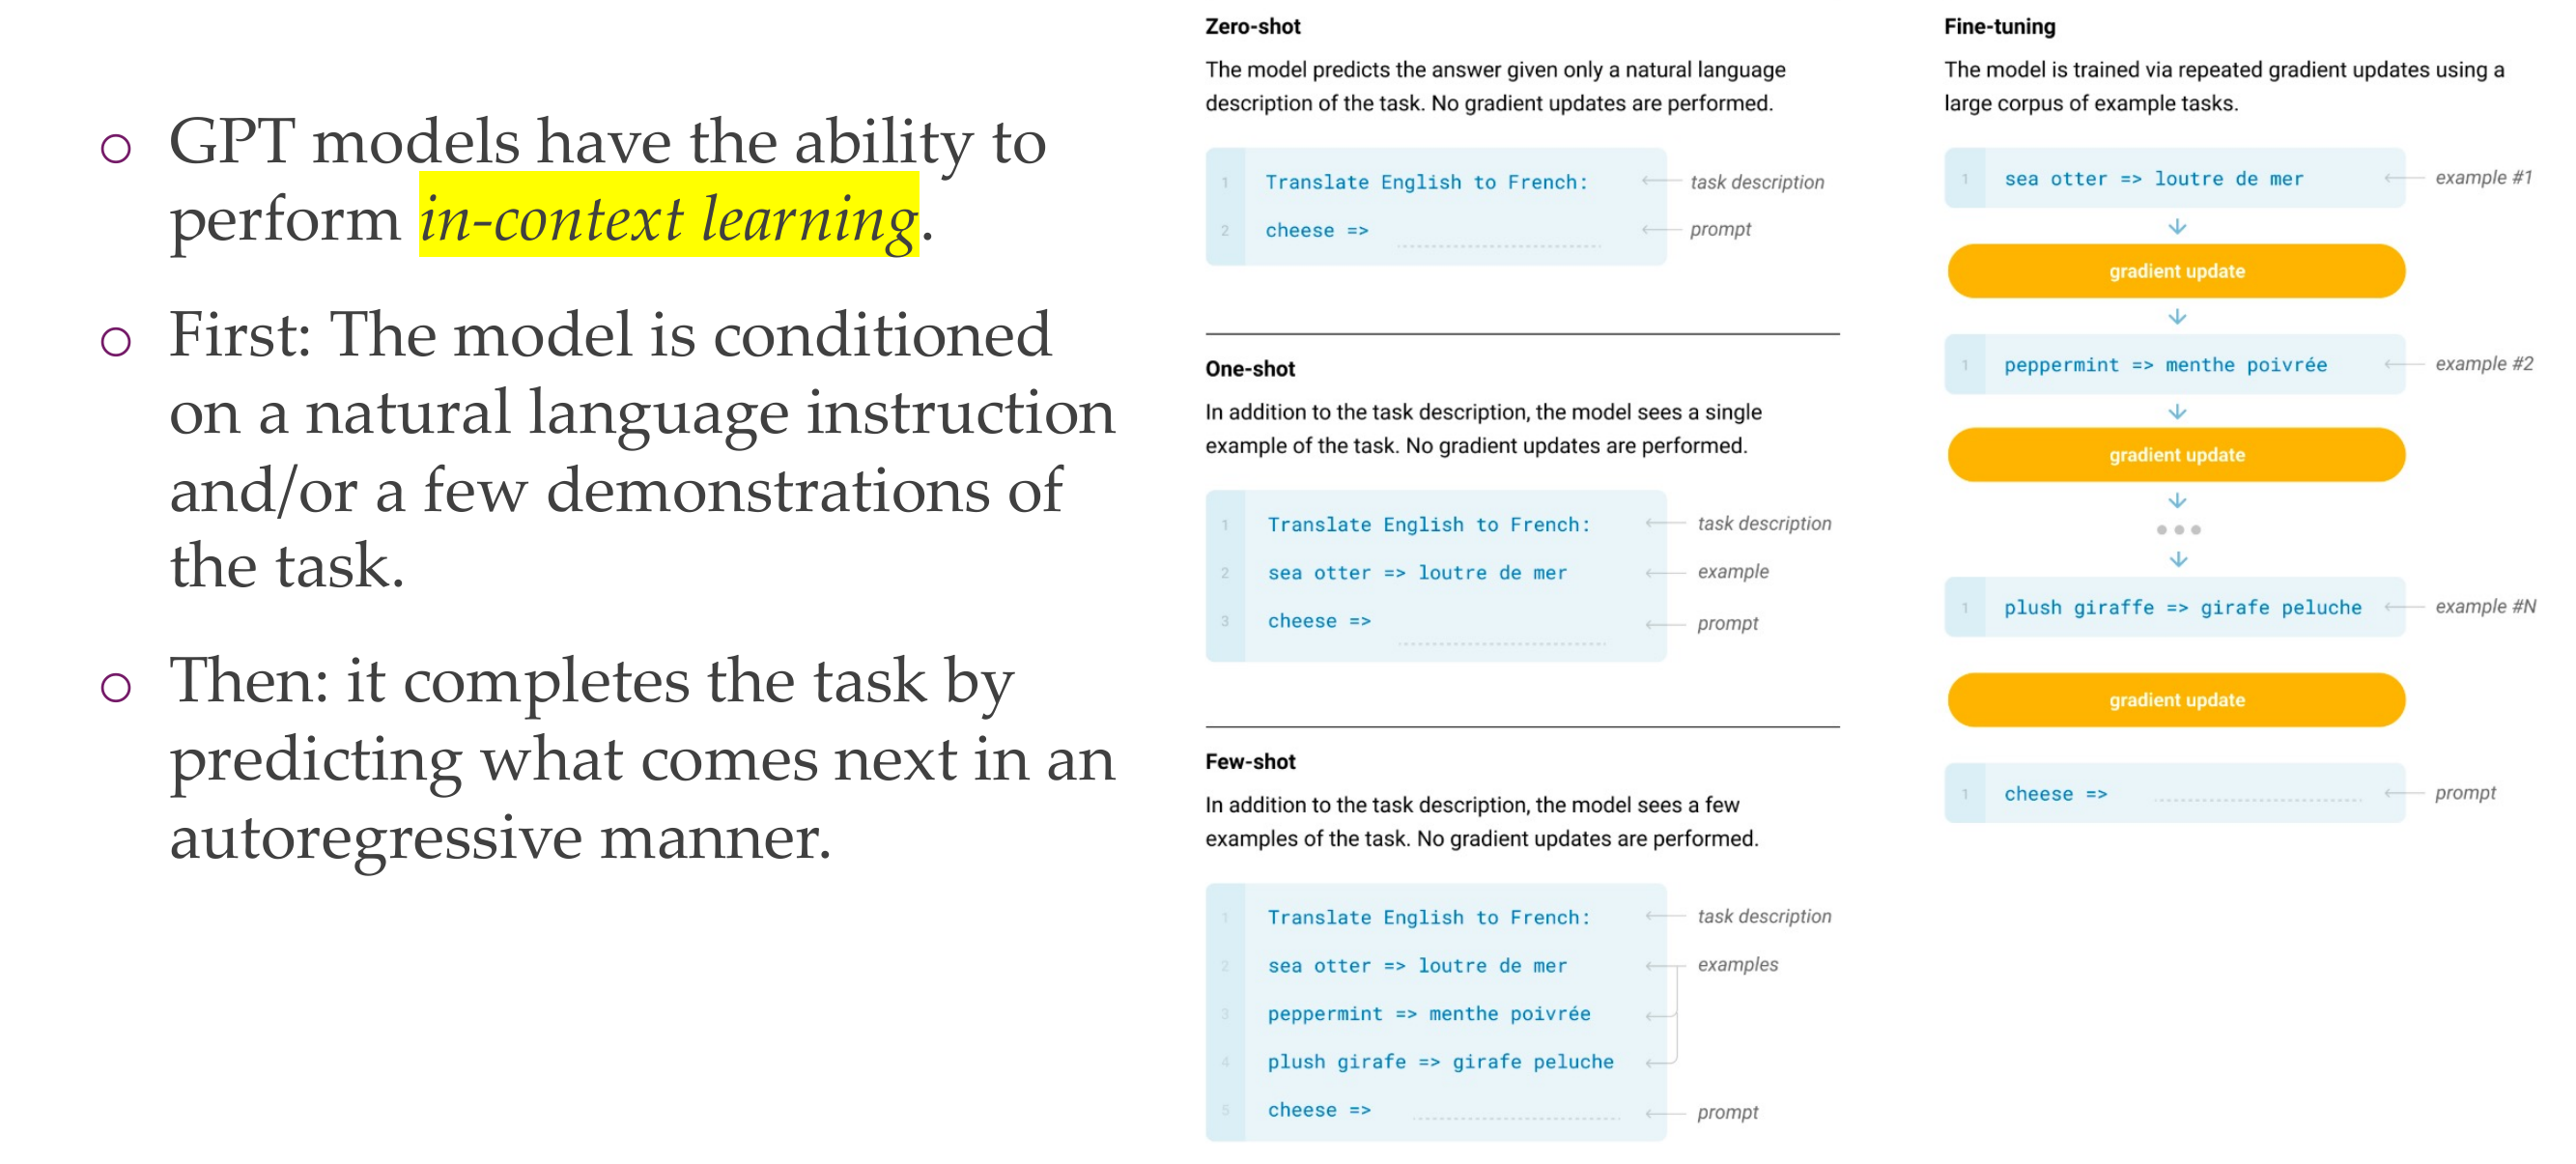 GPT models have the ability to
perform in-context learning.
First: The model is conditioned
on a natural language instruction
and/or a few demonstrations of
the task.
Then: it completes the task by
predicting what comes next in an
autoregressive manner.
Zero-shot
The model predicts the answer given only a natural language
description of the task. No gradient updates are performed.
1 Translate English to French: task description
2 cheese => prompt
One-shot
In addition to the task description, the model sees a single
example of the task. No gradient updates are performed.
1 Translate English to French: task description
2 sea otter => loutre de mer example
3 cheese => prompt
Few-shot
In addition to the task description, the model sees a few
examples of the task. No gradient updates are performed.
1 Translate English to French: task description
2 sea otter => loutre de mer examples
3 peppermint => menthe poivrée
4 plush girafe => girafe peluche
5 cheese => prompt
Fine-tuning
The model is trained via repeated gradient updates using a
large corpus of example tasks.
1 sea otter => loutre de mer example #1
gradient update
1 peppermint => menthe poivrée example #2
gradient update
1 plush giraffe => girafe peluche example #N
gradient update
1 cheese => prompt